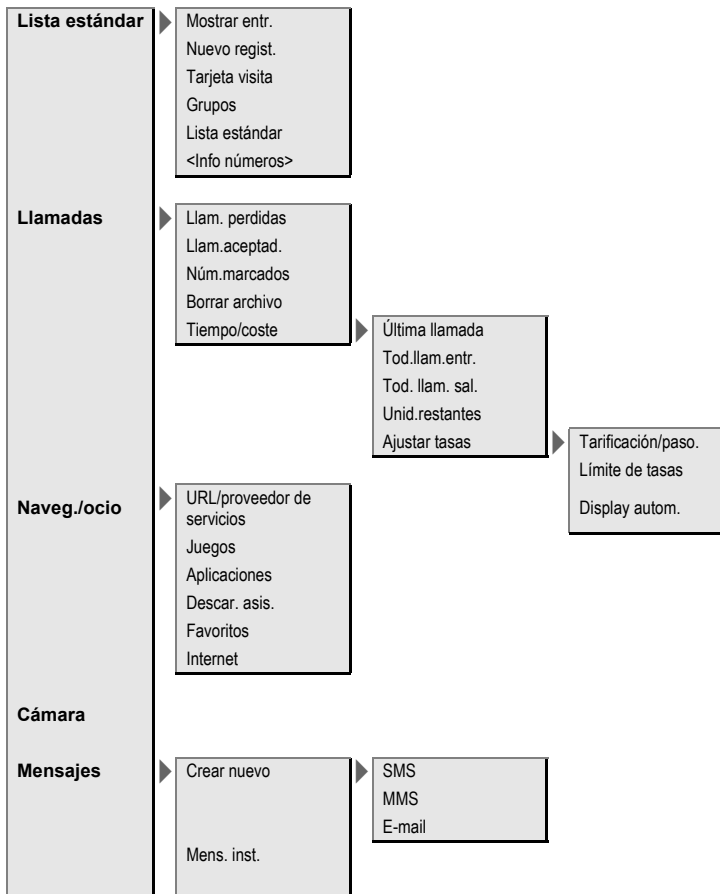 Lista estándar
Mostrar entr.
Nuevo regist.
Tarjeta visita
Grupos
Lista estándar
<Info números>
Llamadas
Llam. perdidas
Llam.aceptad.
Núm.marcados
Borrar archivo
Tiempo/coste
Última llamada
Tod.llam.entr.
Tod. llam. sal.
Unid.restantes
Ajustar tasas
Tarificación/paso.
Límite de tasas
Display autom.
Naveg./ocio
URL/proveedor de
servicios
Juegos
Aplicaciones
Descar. asis.
Favoritos
Internet
Cámara
Mensajes
Crear nuevo
SMS
MMS
E-mail
Mens. inst.